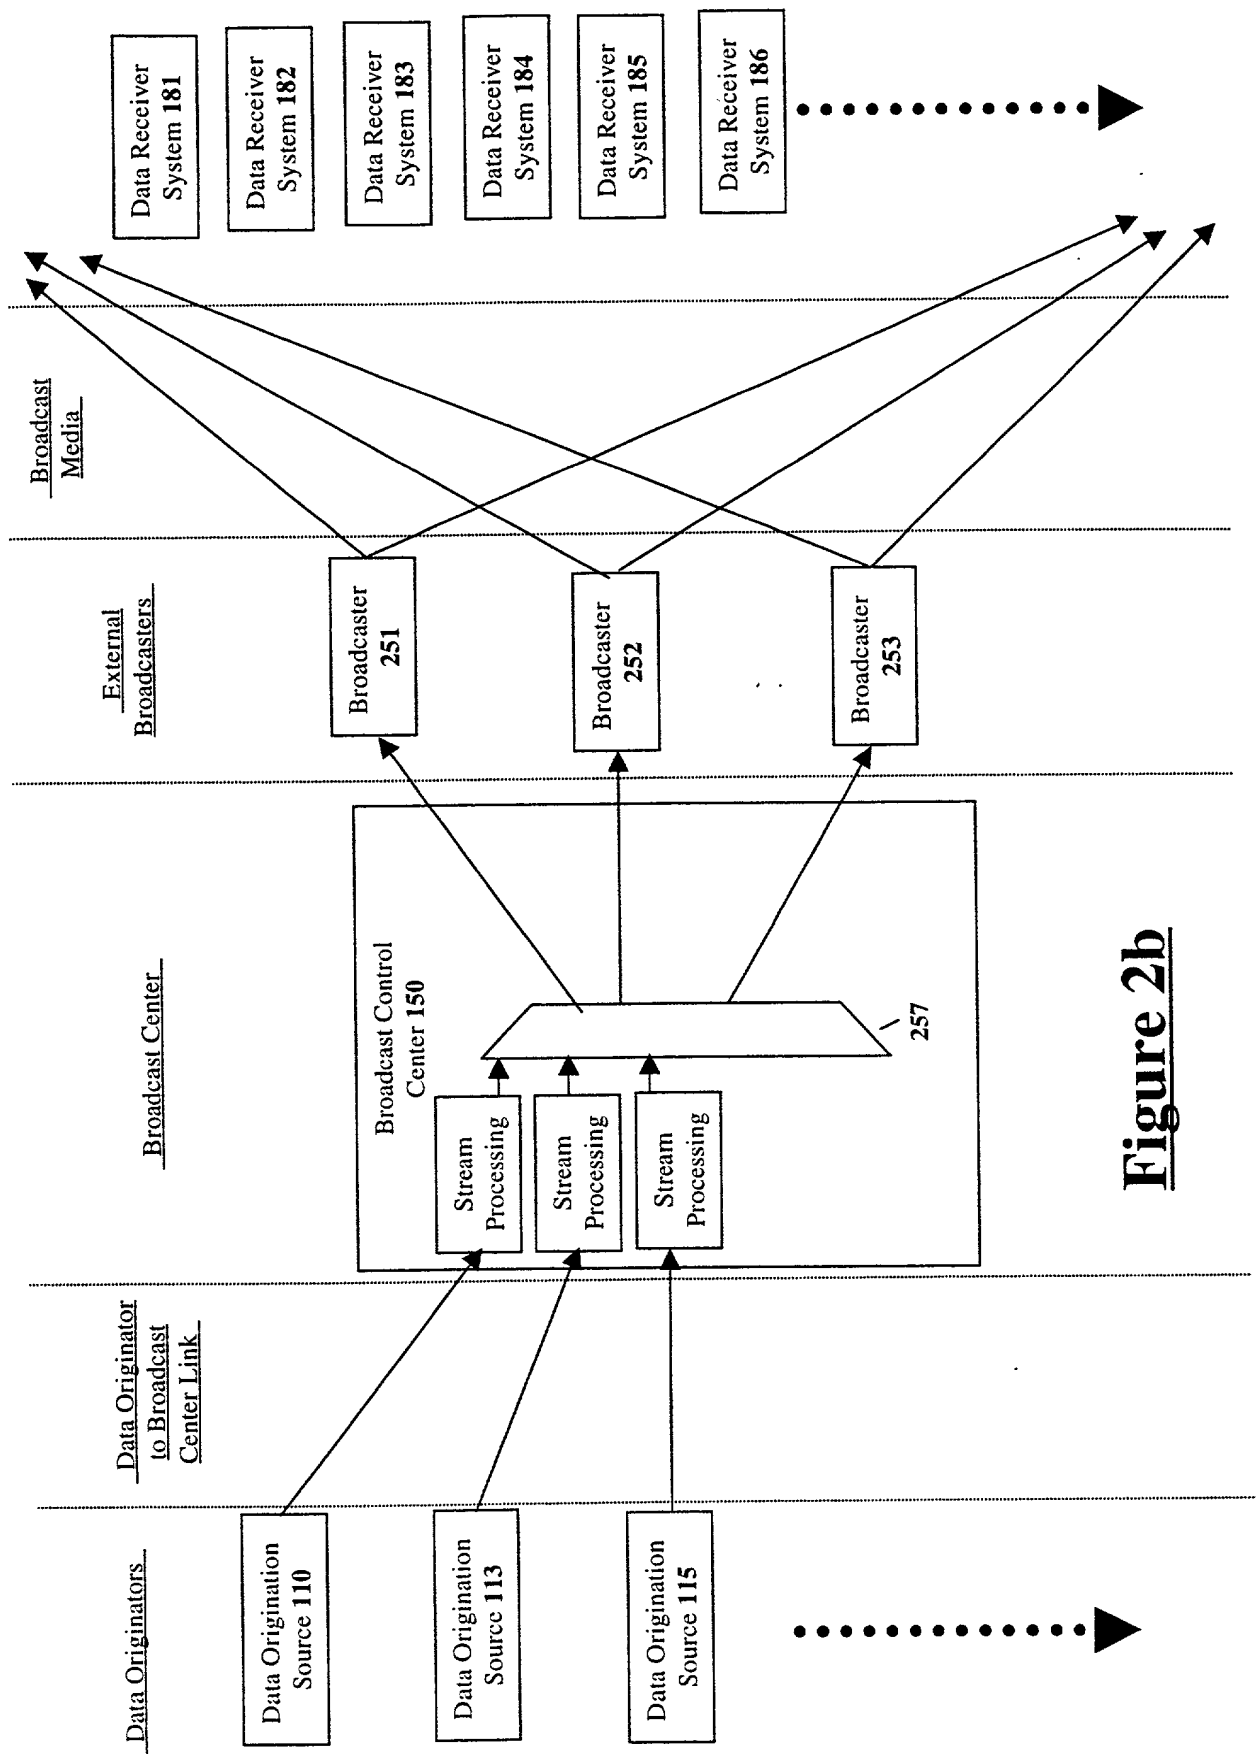 Data Originators
Data Originator
to Broadcast
Center Link
Broadcast Center
External
Broadcasters
Broadcast
Media
Data Origination
Source 110
Data Origination
Source 113
Data Origination
Source 115
Broadcast Control
Center 150
Stream
Processing
Stream
Processing
Stream
Processing
257
Broadcaster
251
Broadcaster
252
Broadcaster
253
Data Receiver
System 181
Data Receiver
System 182
Data Receiver
System 183
Data Receiver
System 184
Data Receiver
System 185
Data Receiver
System 186
Figure 2b